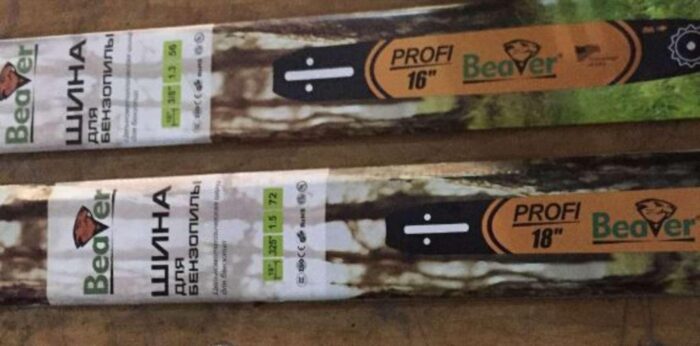 Beaver
ШИНА
ДЛЯ
БЕНЗОПИЛЫ
16" 3/8" 1.3 56
PROFI
16"
Beaver
Beaver
ШИНА
ДЛЯ
БЕНЗОПИЛЫ
18" .325" 1.5 72
PROFI
18"
Beaver